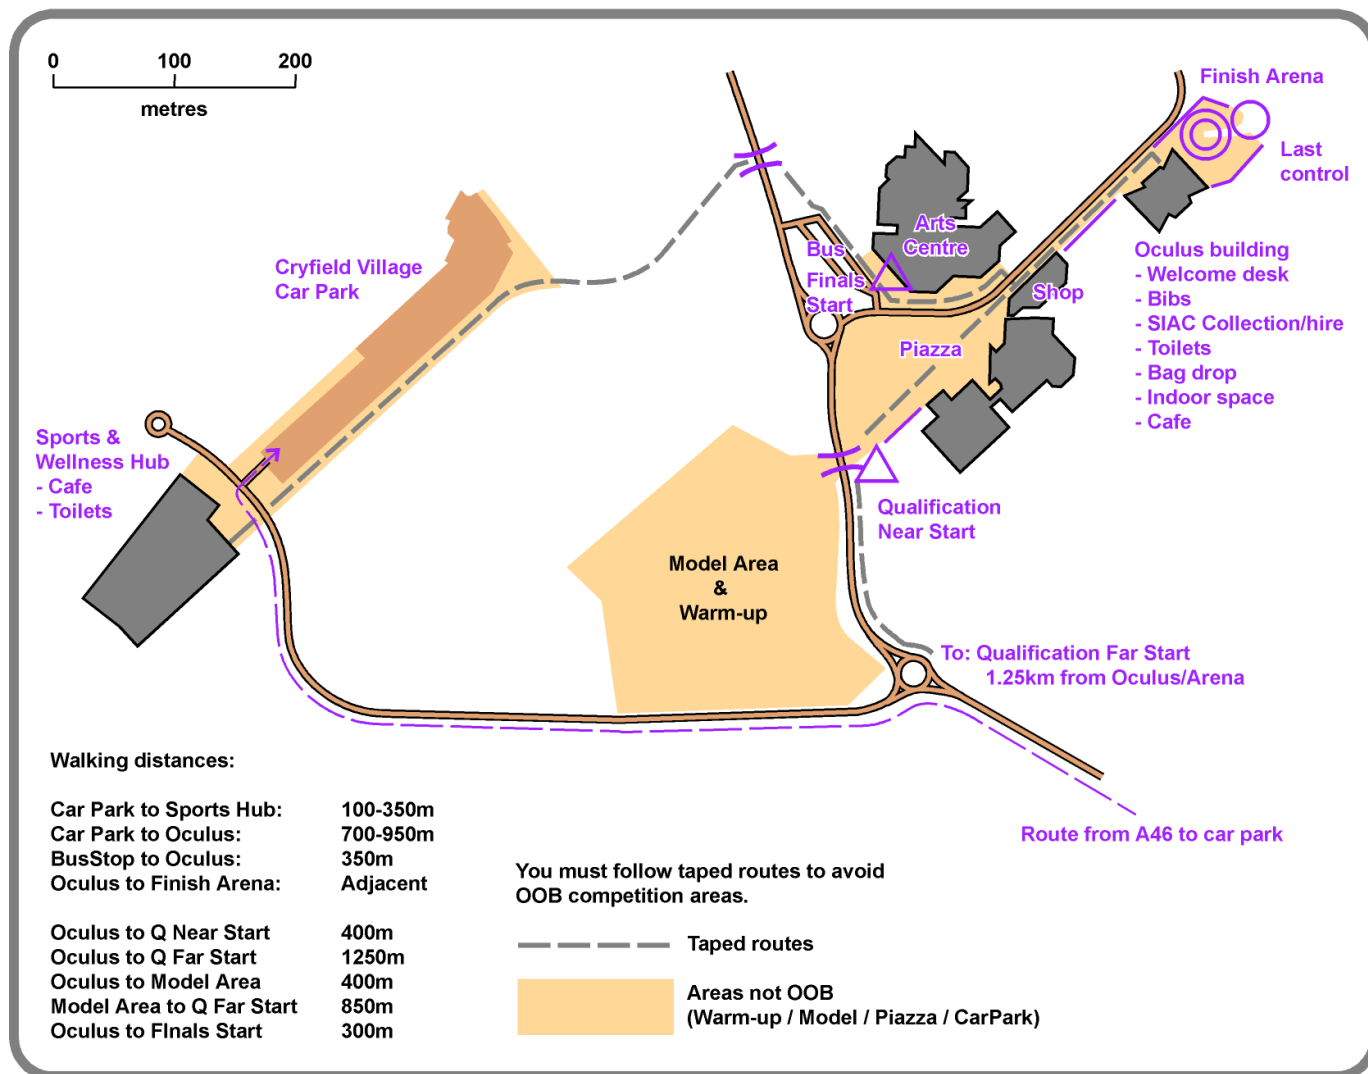 0 100 200
metres
Finish Arena
Last
control
Arts
Centre
Bus
Finals
Start
Shop
Piazza
Cryfield Village
Car Park
Oculus building
- Welcome desk
- Bibs
- SIAC Collection/hire
- Toilets
- Bag drop
- Indoor space
- Cafe
Sports &
Wellness Hub
- Cafe
- Toilets
Qualification
Near Start
Model Area
&
Warm-up
To: Qualification Far Start
1.25km from Oculus/Arena
Route from A46 to car park
Walking distances:
Car Park to Sports Hub: 100-350m
Car Park to Oculus: 700-950m
BusStop to Oculus: 350m
Oculus to Finish Arena: Adjacent
Oculus to Q Near Start 400m
Oculus to Q Far Start 1250m
Oculus to Model Area 400m
Model Area to Q Far Start 850m
Oculus to FInals Start 300m
You must follow taped routes to avoid
OOB competition areas.
Taped routes
Areas not OOB
(Warm-up / Model / Piazza / CarPark)